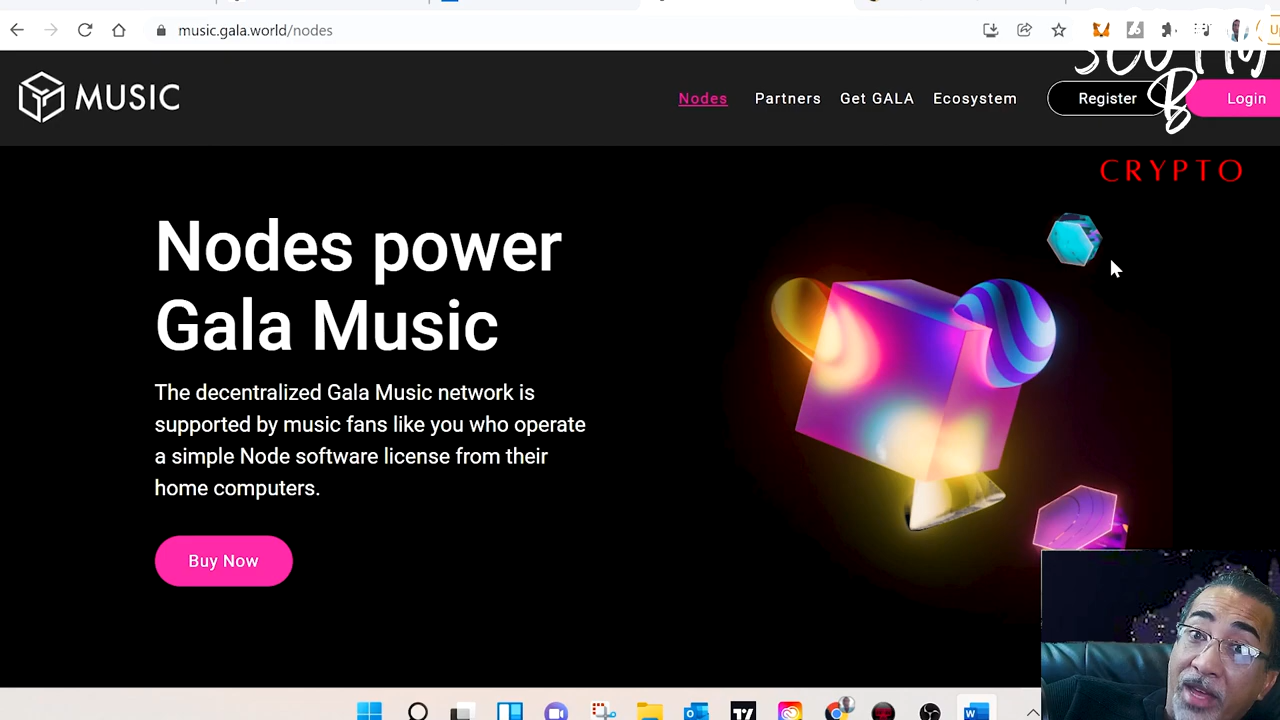 music.gala.world/nodes
MUSIC
Nodes
Partners
Get GALA
Ecosystem
Register
Login
B
CRYPTO
Nodes power
Gala Music
The decentralized Gala Music network is
supported by music fans like you who operate
a simple Node software license from their
home computers.
Buy Now